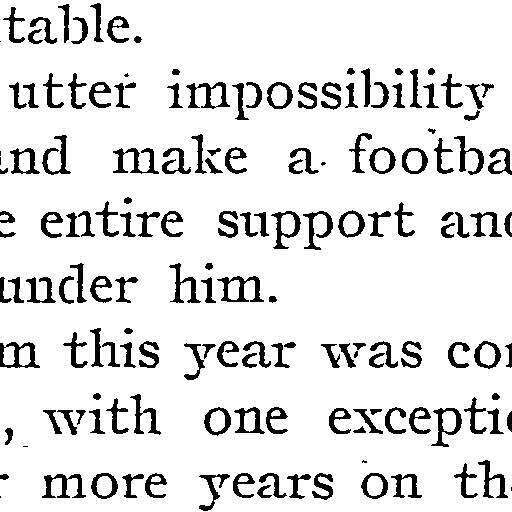 table.
utter impossibility
and make a footba
e entire support and
under him.
m this year was con
, with one exceptio
r more years on th